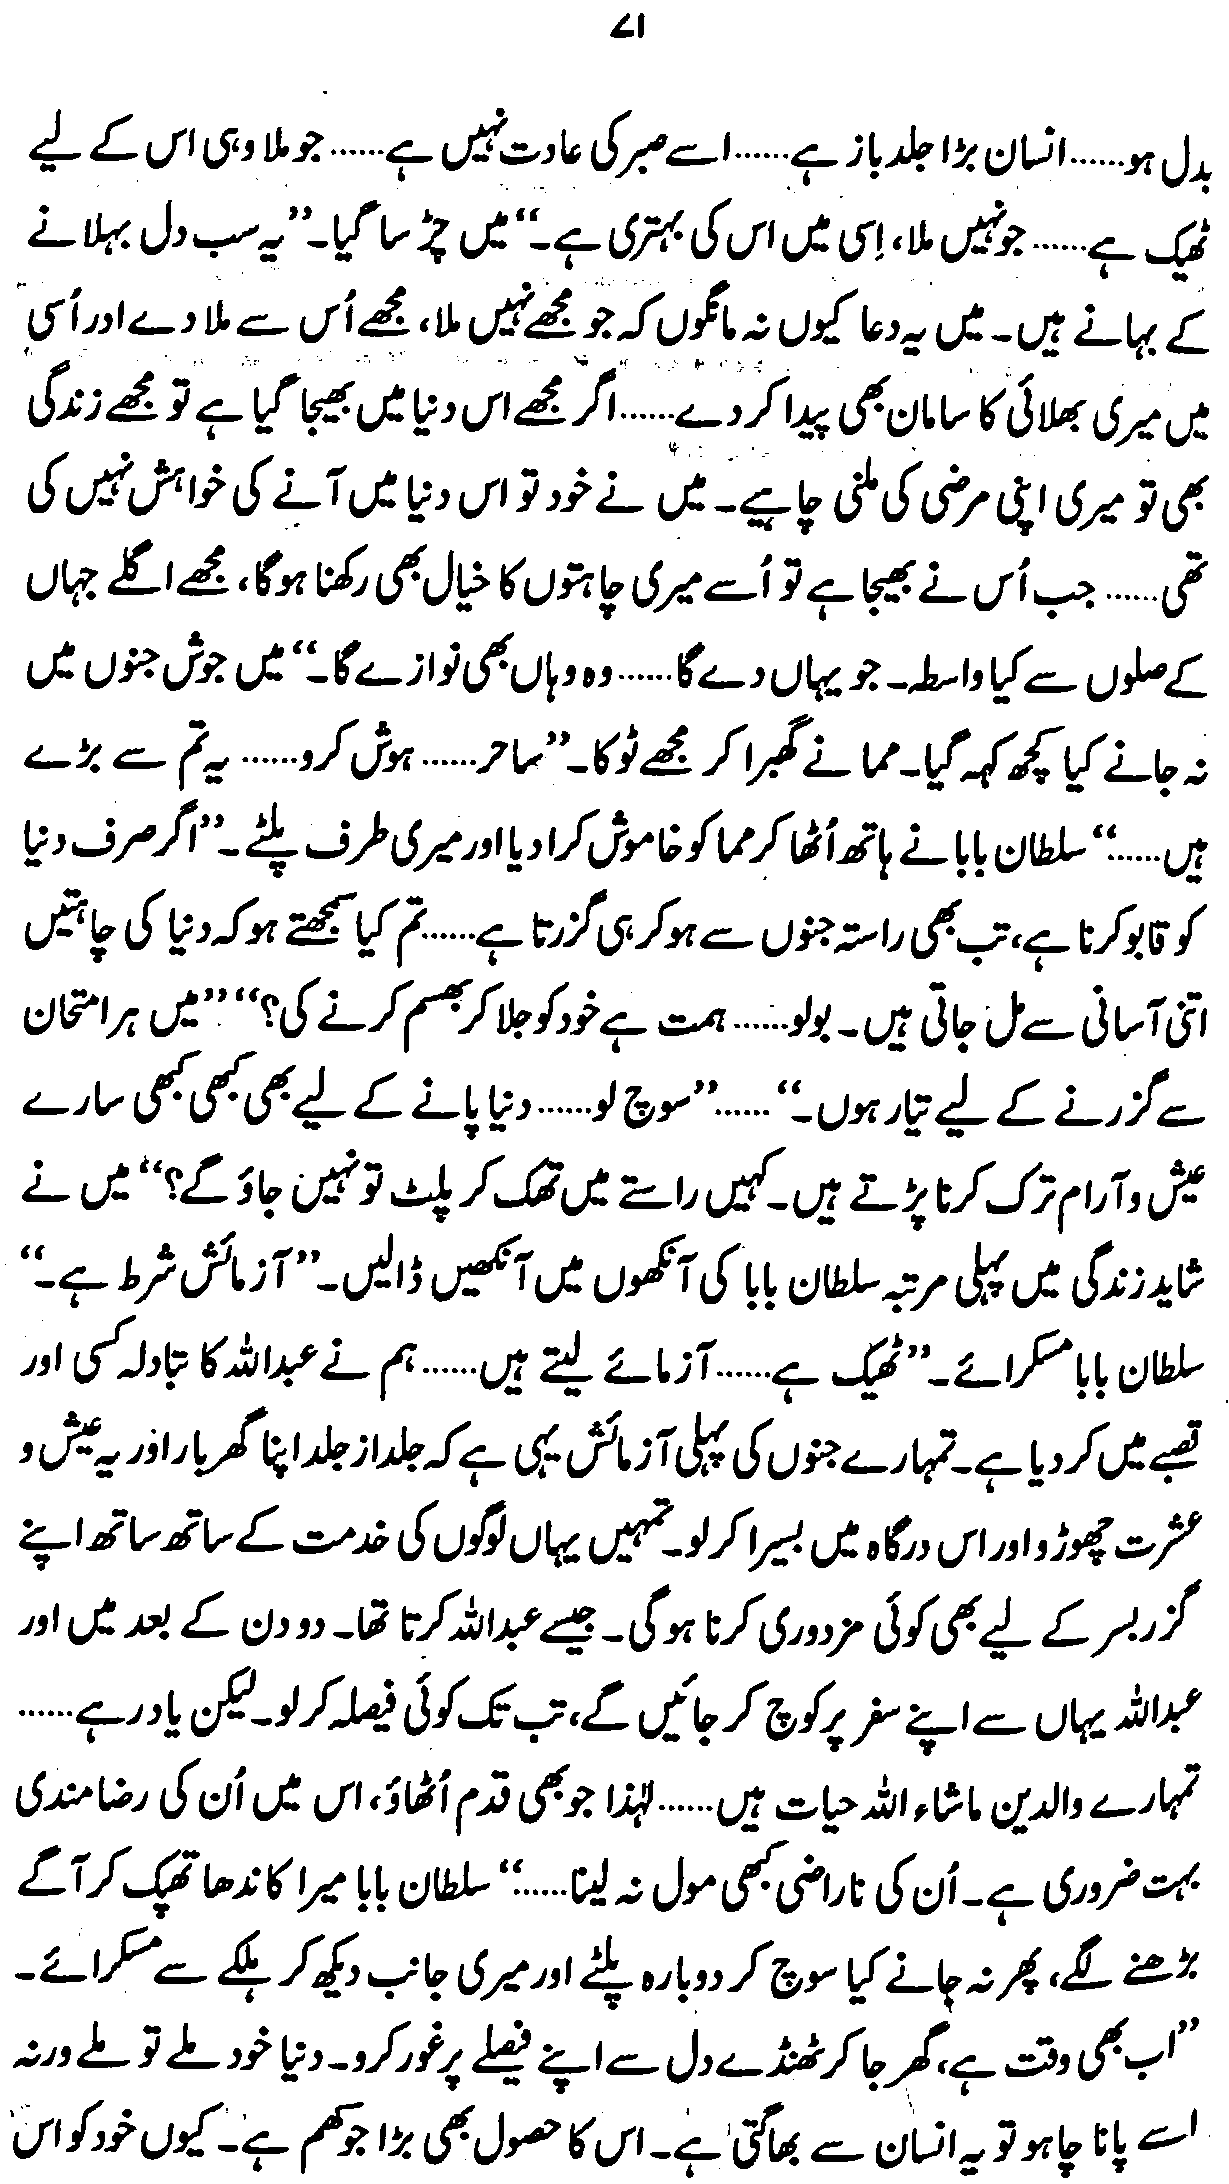 ۷۱
بدل ہو......انسان بڑا جلد باز ہے......اسے صبر کی عادت نہیں ہے......جو ملا وہی اس کے لیے
ٹھیک ہے......جو نہیں ملا، اِسی میں اس کی بہتری ہے۔“ میں چڑ سا گیا۔ ”یہ سب دل بہلانے
کے بہانے ہیں۔ میں یہ دعا کیوں نہ مانگوں کہ جو مجھے نہیں ملا، مجھے اُس سے ملا دے اور اُسی
میں میری بھلائی کا سامان بھی پیدا کر دے......اگر مجھے اس دنیا میں بھیجا گیا ہے تو مجھے زندگی
بھی تو میری اپنی مرضی کی ملنی چاہیے۔ میں نے خود تو اس دنیا میں آنے کی خواہش نہیں کی
تھی...... جب اُس نے بھیجا ہے تو اُسے میری چاہتوں کا خیال بھی رکھنا ہوگا، مجھے اگلے جہاں
کے صلوں سے کیا واسطہ۔ جو یہاں دے گا......وہ وہاں بھی نوازے گا۔“ میں جوش جنوں میں
نہ جانے کیا کچھ کہہ گیا۔ مما نے گھبرا کر مجھے ٹوکا۔ ”ساحر...... ہوش کرو...... یہ تم سے بڑے
ہیں......“ سلطان بابا نے ہاتھ اُٹھا کر مما کو خاموش کرا دیا اور میری طرف پلٹے۔ ”اگر صرف دنیا
کو قابو کرنا ہے، تب بھی راستہ جنوں سے ہو کر ہی گزرتا ہے......تم کیا سمجھتے ہو کہ دنیا کی چاہتیں
اتنی آسانی سے مل جاتی ہیں۔ بولو...... ہمت ہے خود کو جلا کر بھسم کرنے کی؟“ ”میں ہر امتحان
سے گزرنے کے لیے تیار ہوں۔“ ......”سوچ لو...... دنیا پانے کے لیے بھی کبھی کبھی سارے
عیش و آرام ترک کرنا پڑتے ہیں۔ کہیں راستے میں تھک کر پلٹ تو نہیں جاؤ گے؟“ میں نے
شاید زندگی میں پہلی مرتبہ سلطان بابا کی آنکھوں میں آنکھیں ڈالیں۔ ”آزمائش شرط ہے۔“
سلطان بابا مسکرائے۔ ”ٹھیک ہے......آزمائے لیتے ہیں......ہم نے عبداللہ کا تبادلہ کسی اور
قصبے میں کر دیا ہے۔ تمہارے جنوں کی پہلی آزمائش یہی ہے کہ جلد از جلد اپنا گھر بار اور یہ عیش و
عشرت چھوڑو اور اس درگاہ میں بسیرا کر لو۔ تمہیں یہاں لوگوں کی خدمت کے ساتھ ساتھ اپنے
گزر بسر کے لیے بھی کوئی مزدوری کرنا ہو گی۔ جیسے عبداللہ کرتا تھا۔ دو دن کے بعد میں اور
عبداللہ یہاں سے اپنے سفر پر کوچ کر جائیں گے، تب تک کوئی فیصلہ کر لو۔ لیکن یاد رہے......
تمہارے والدین ماشاء اللہ حیات ہیں......لہٰذا جو بھی قدم اُٹھاؤ، اس میں اُن کی رضامندی
بہت ضروری ہے۔ اُن کی ناراضی کبھی مول نہ لینا......“ سلطان بابا میرا کاندھا تھپک کر آگے
بڑھنے لگے، پھر نہ جانے کیا سوچ کر دوبارہ پلٹے اور میری جانب دیکھ کر ہلکے سے مسکرائے۔
”اب بھی وقت ہے، گھر جا کر ٹھنڈے دل سے اپنے فیصلے پر غور کرو۔ دنیا خود ملے تو ملے ورنہ
اسے پانا چاہو تو یہ انسان سے بھاگتی ہے۔ اس کا حصول بھی بڑا جوکھم ہے۔ کیوں خود کو اس